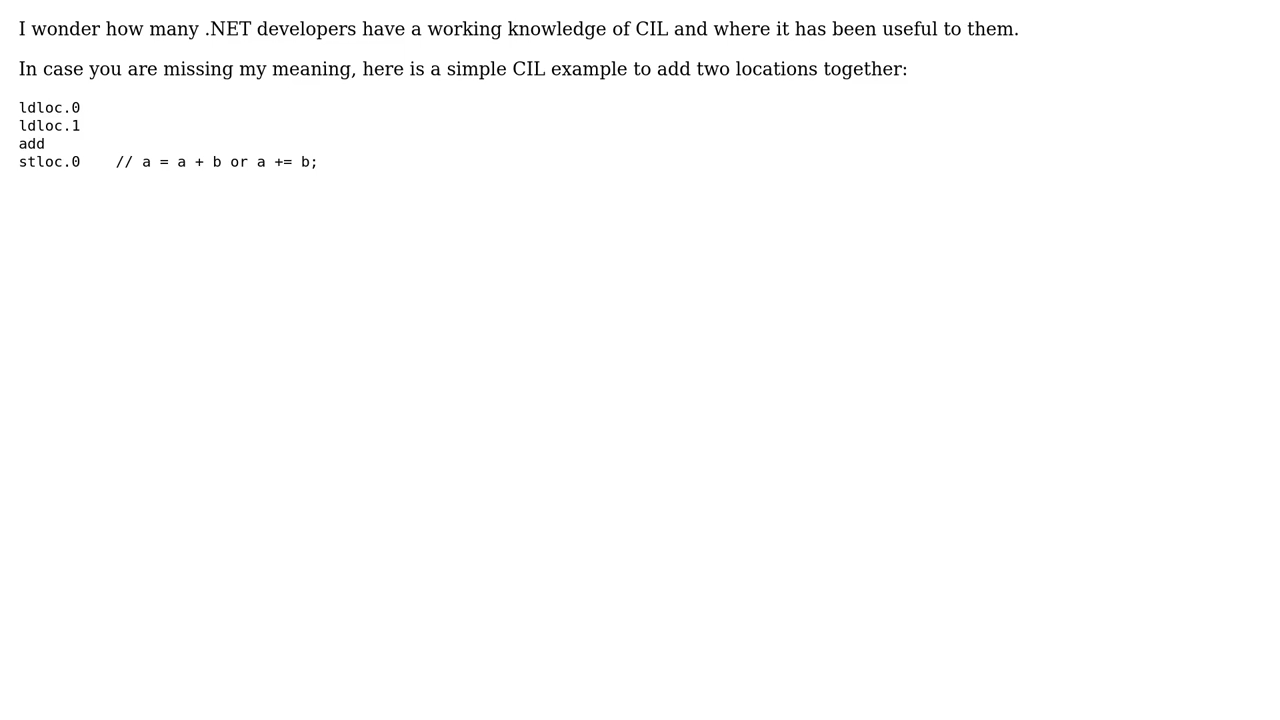 I wonder how many .NET developers have a working knowledge of CIL and where it has been useful to them.
In case you are missing my meaning, here is a simple CIL example to add two locations together:
ldloc.0
ldloc.1
add
stloc.0    // a = a + b or a += b;